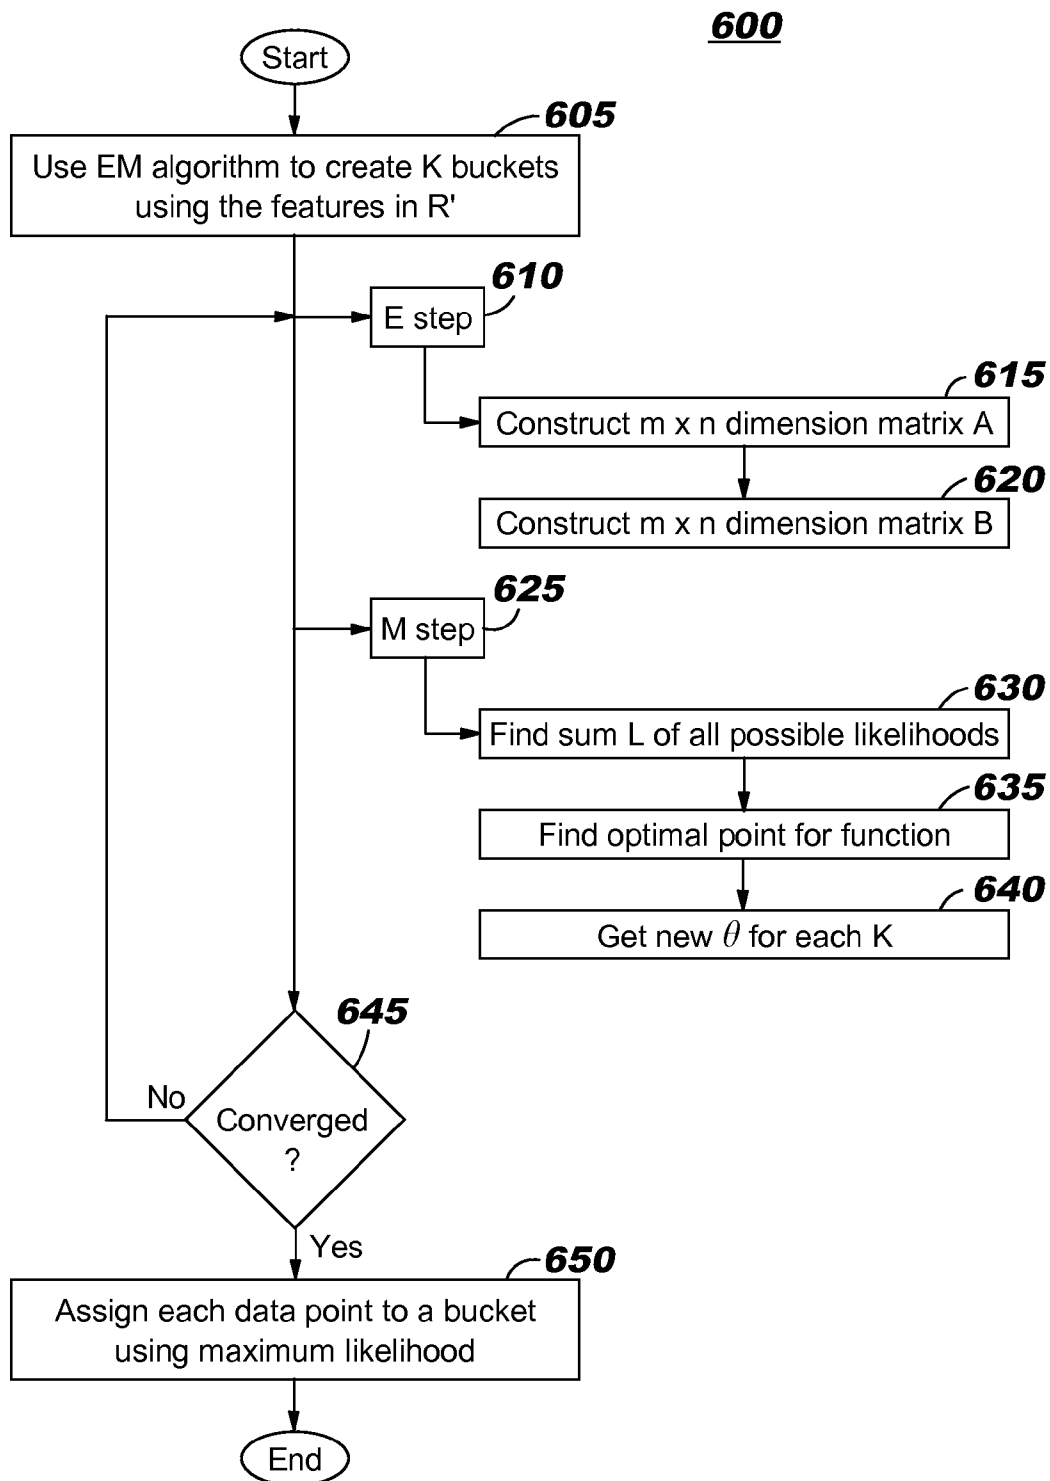 600
Start
605
Use EM algorithm to create K buckets
using the features in R'
610
E step
615
Construct m x n dimension matrix A
620
Construct m x n dimension matrix B
625
M step
630
Find sum L of all possible likelihoods
635
Find optimal point for function
640
Get new θ for each K
645
Converged
?
No
Yes
650
Assign each data point to a bucket
using maximum likelihood
End